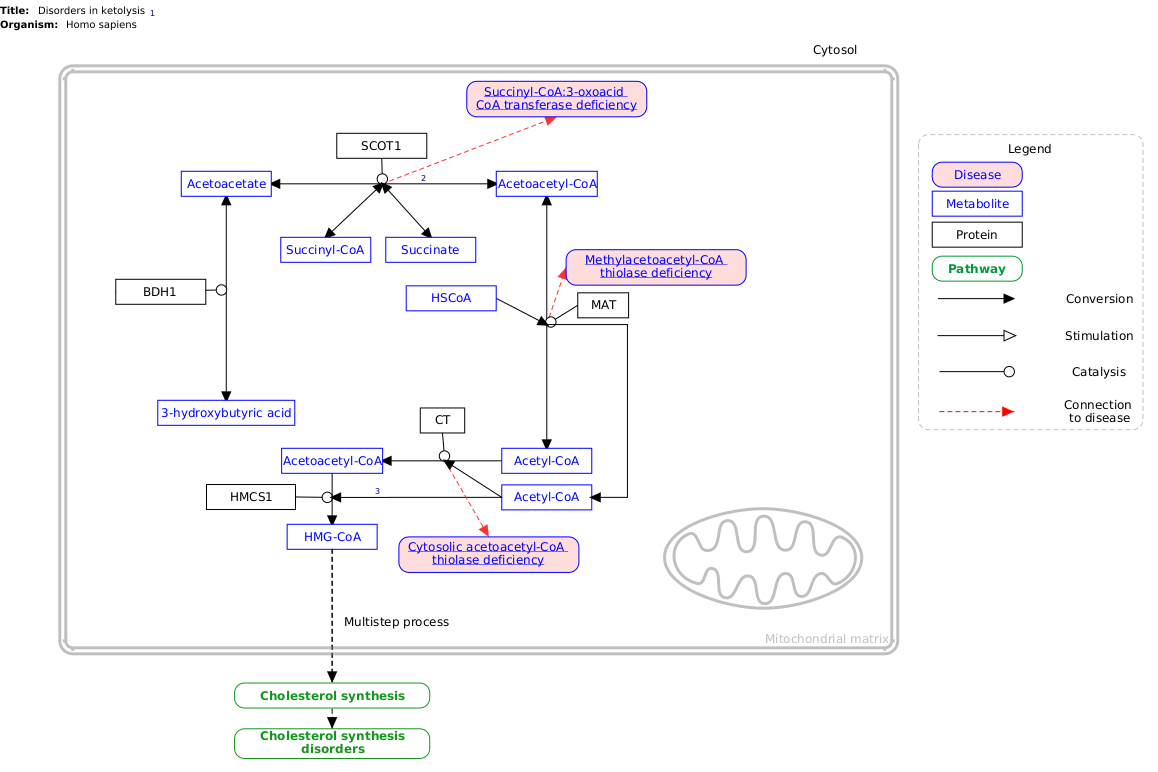 Title: Disorders in ketolysis 1
Organism: Homo sapiens
Cytosol
Succinyl-CoA:3-oxoacid
CoA transferase deficiency
SCOT1
Acetoacetate
2
Acetoacetyl-CoA
Succinyl-CoA
Succinate
Methylacetoacetyl-CoA
thiolase deficiency
BDH1
HSCoA
MAT
3-hydroxybutyric acid
CT
Acetoacetyl-CoA
Acetyl-CoA
HMCS1
3
Acetyl-CoA
HMG-CoA
Cytosolic acetoacetyl-CoA
thiolase deficiency
Multistep process
Mitochondrial matrix
Cholesterol synthesis
Cholesterol synthesis
disorders
Legend
Disease
Metabolite
Protein
Pathway
Conversion
Stimulation
Catalysis
Connection
to disease